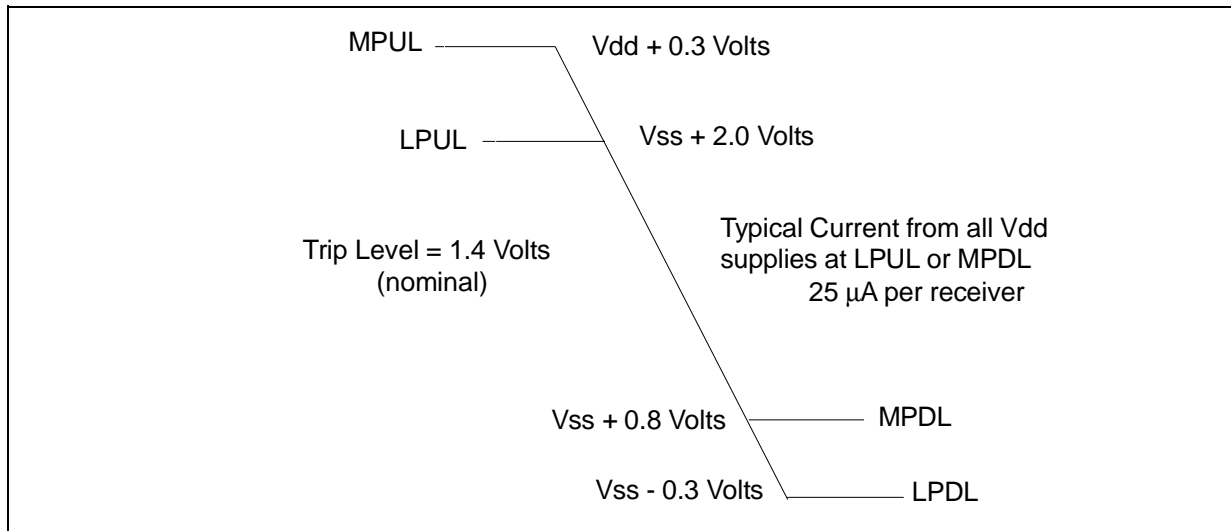 MPUL
Vdd + 0.3 Volts
LPUL
Vss + 2.0 Volts
Trip Level = 1.4 Volts
(nominal)
Typical Current from all Vdd
supplies at LPUL or MPDL
25 μA per receiver
Vss + 0.8 Volts
MPDL
Vss - 0.3 Volts
LPDL